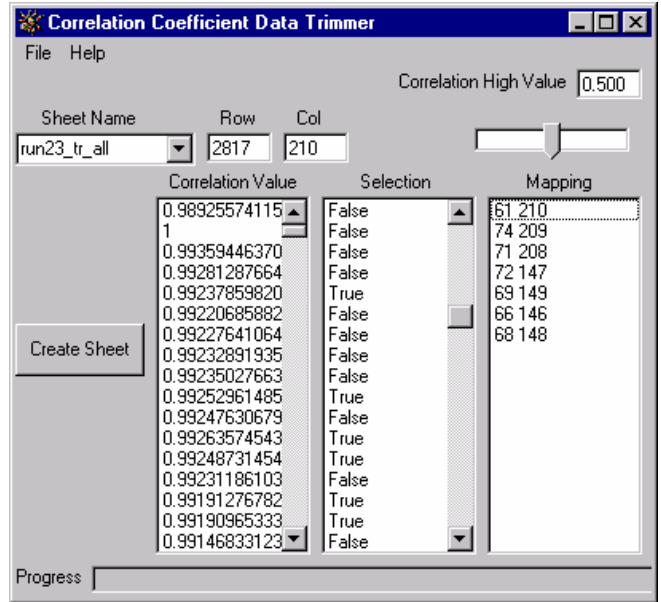 Correlation Coefficient Data Trimmer
File Help
Correlation High Value 0.500
Sheet Name Row Col
run23_tr_all 2817 210
Correlation Value Selection Mapping
0.98925574115 False 61 210
1 False 74 209
0.99359446370 False 71 208
0.99281287664 False 72 147
0.99237859820 True 69 149
0.99220685882 False 66 146
0.99227641064 False 68 148
0.99232891935 False
0.99235027663 False
0.99252961485 True
0.99247630679 False
0.99263574543 True
0.99248731454 True
0.99231186103 False
0.99191276782 True
0.99190965333 True
0.99146833123 False
Create Sheet
Progress